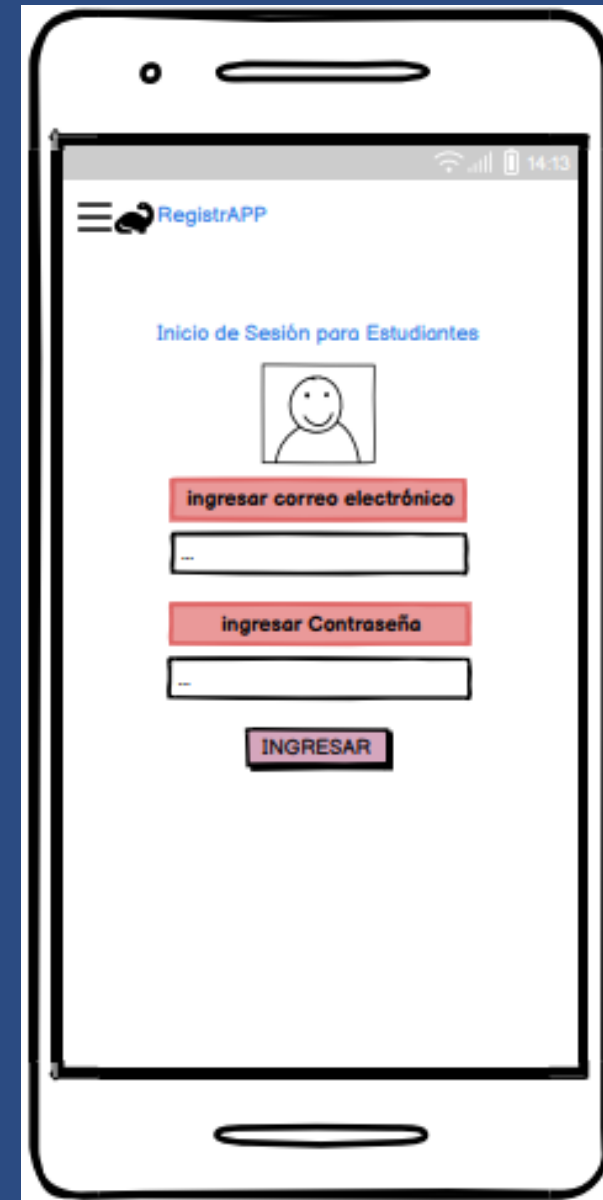 14:13
RegistrAPP
Inicio de Sesión para Estudiantes
ingresar correo electrónico
...
ingresar Contraseña
...
INGRESAR